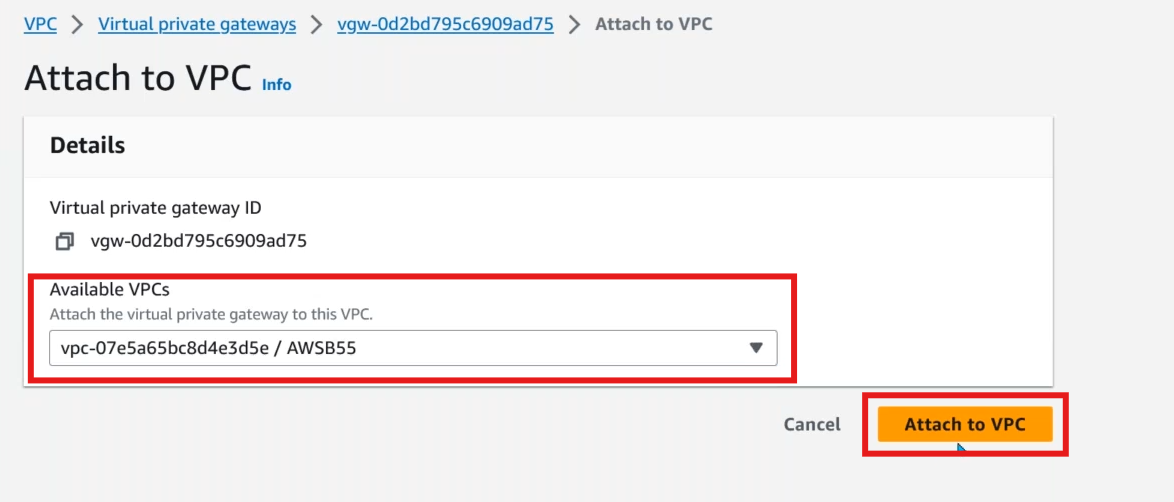 VPC > Virtual private gateways > vgw-0d2bd795c6909ad75 > Attach to VPC
Attach to VPC Info
Details
Virtual private gateway ID
vgw-0d2bd795c6909ad75
Available VPCs
Attach the virtual private gateway to this VPC.
vpc-07e5a65bc8d4e3d5e / AWSB55
Cancel Attach to VPC